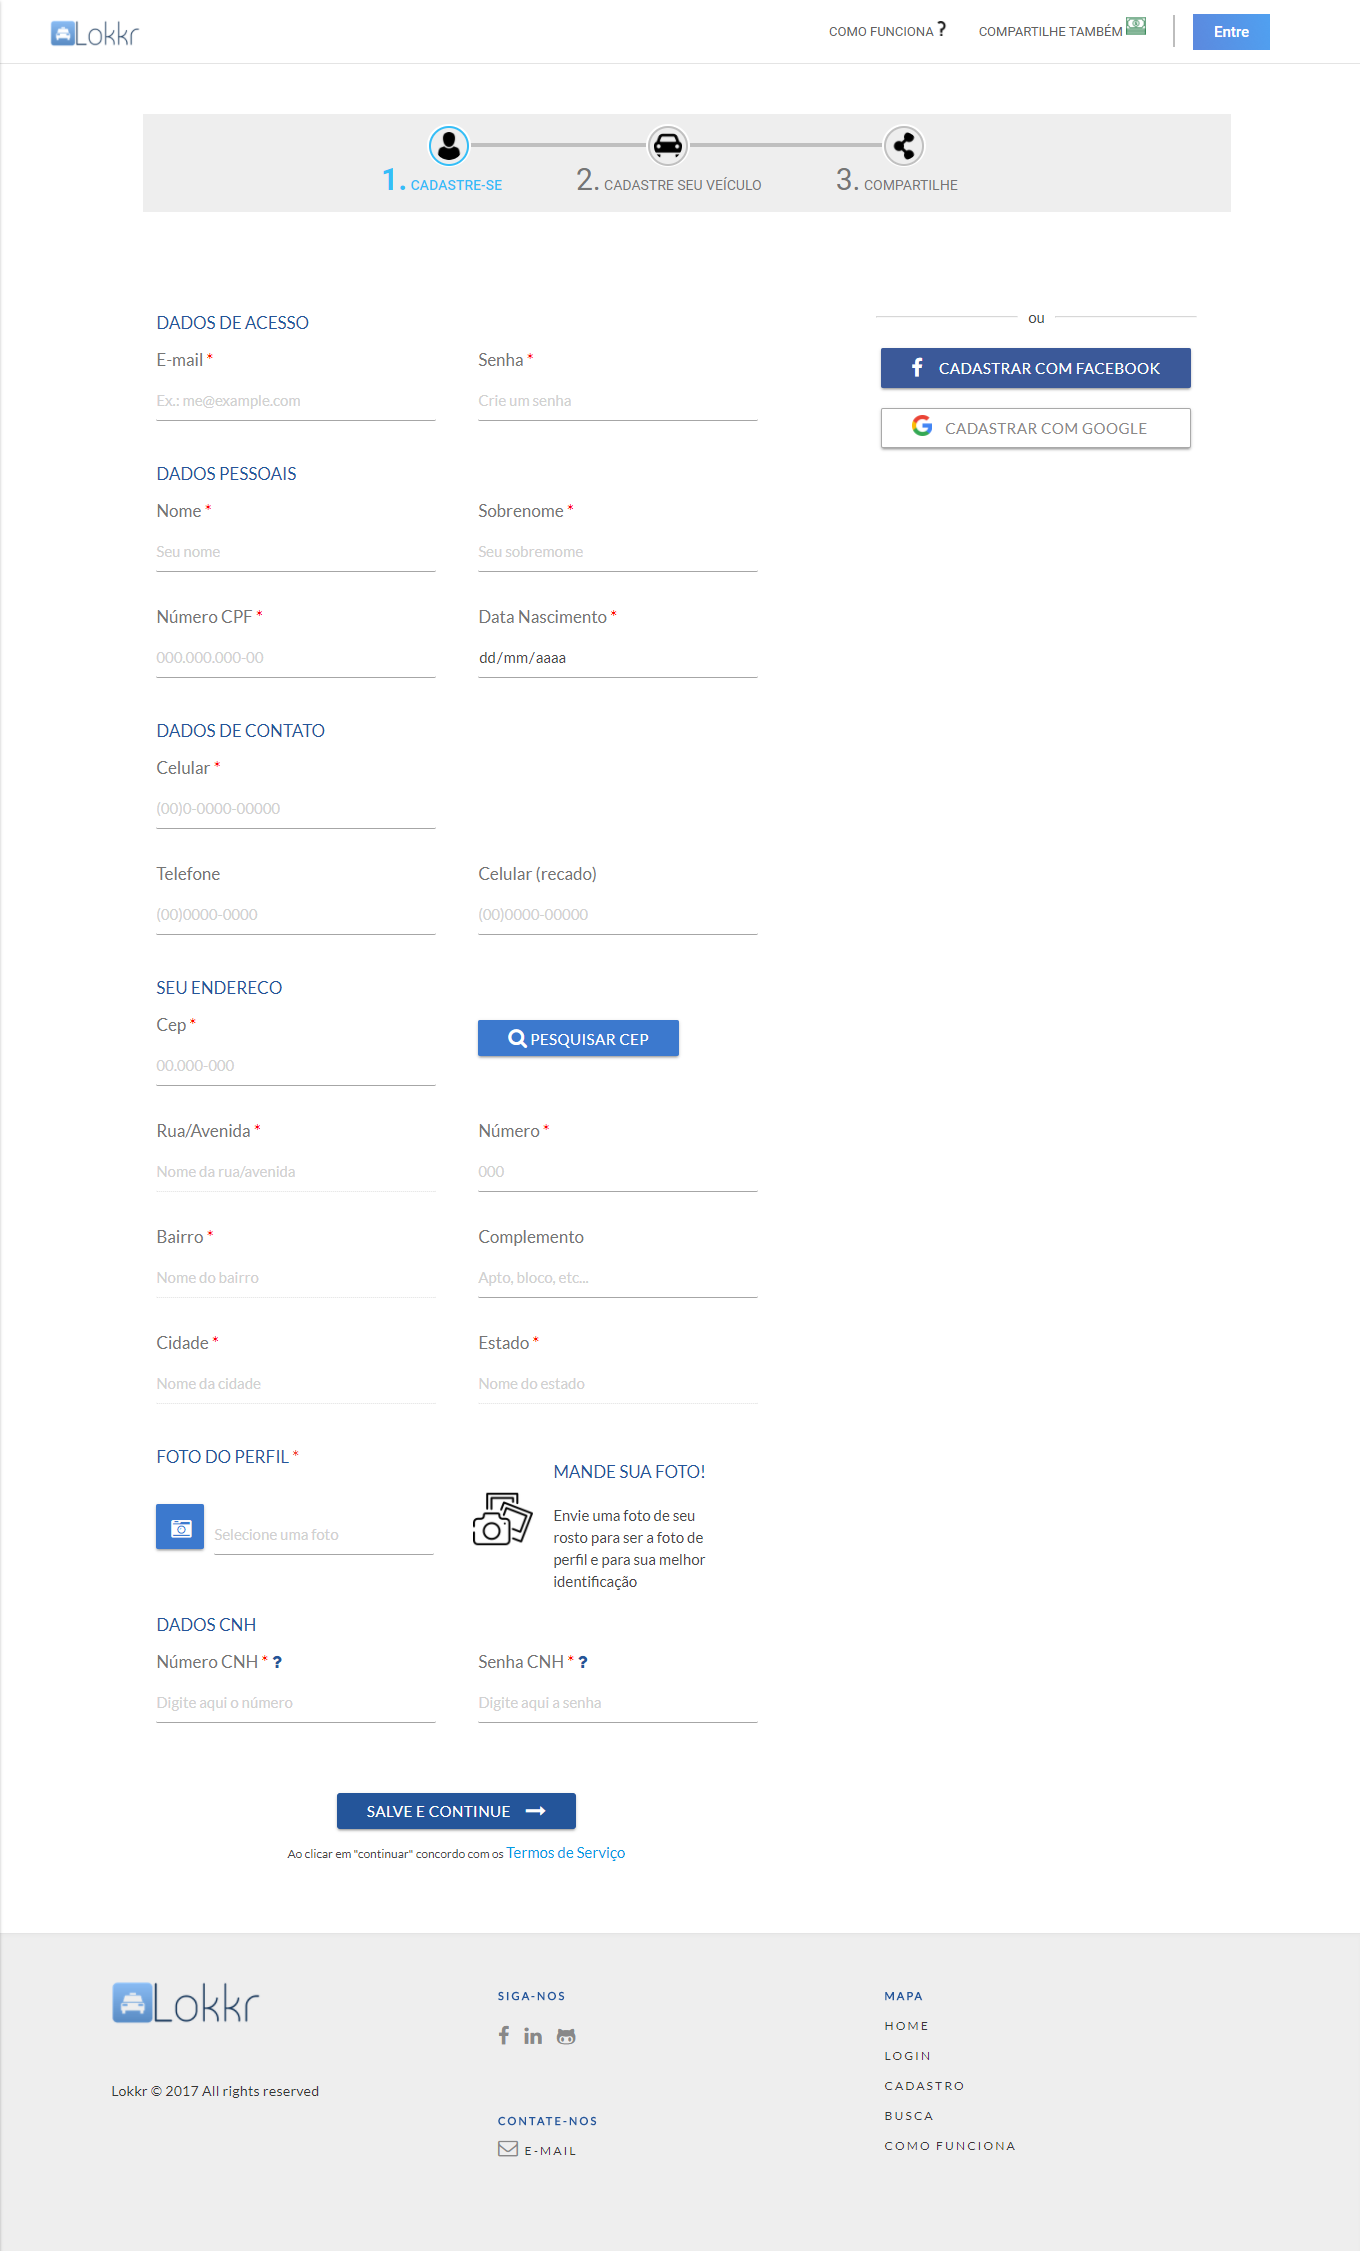 Lokkr
COMO FUNCIONA ?
COMPARTILHE TAMBÉM
Entre
1. CADASTRE-SE
2. CADASTRE SEU VEÍCULO
3. COMPARTILHE
DADOS DE ACESSO
E-mail *
Senha *
Ex.: me@example.com
Crie um senha
ou
CADASTRAR COM FACEBOOK
CADASTRAR COM GOOGLE
DADOS PESSOAIS
Nome *
Sobrenome *
Seu nome
Seu sobremome
Número CPF *
Data Nascimento *
000.000.000-00
dd/mm/aaaa
DADOS DE CONTATO
Celular *
(00)0-0000-00000
Telefone
Celular (recado)
(00)0000-0000
(00)0000-00000
SEU ENDERECO
Cep *
PESQUISAR CEP
00.000-000
Rua/Avenida *
Número *
Nome da rua/avenida
000
Bairro *
Complemento
Nome do bairro
Apto, bloco, etc...
Cidade *
Estado *
Nome da cidade
Nome do estado
FOTO DO PERFIL *
Selecione uma foto
MANDE SUA FOTO!
Envie uma foto de seu
rosto para ser a foto de
perfil e para sua melhor
identificação
DADOS CNH
Número CNH * ?
Senha CNH * ?
Digite aqui o número
Digite aqui a senha
SALVE E CONTINUE
Ao clicar em "continuar" concordo com os Termos de Serviço
Lokkr
Lokkr © 2017 All rights reserved
SIGA-NOS
CONTATE-NOS
E-MAIL
MAPA
HOME
LOGIN
CADASTRO
BUSCA
COMO FUNCIONA